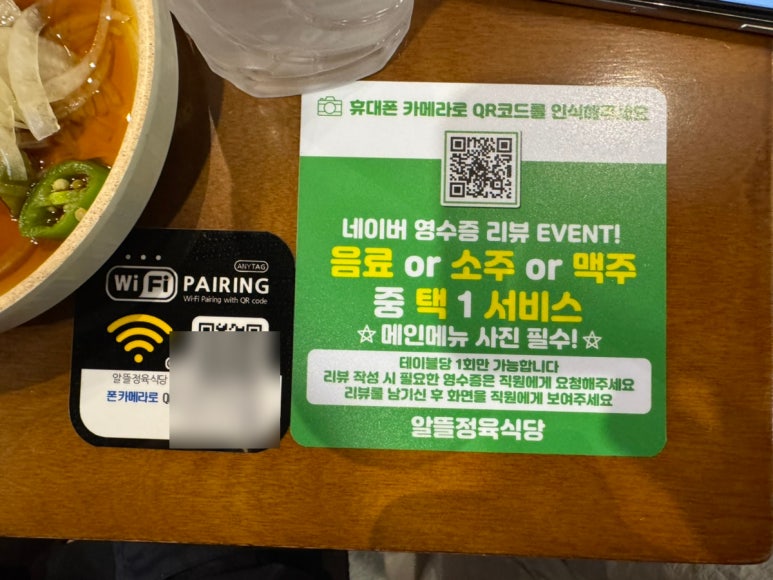 휴대폰 카메라로 QR코드를 인식해주세요
네이버 영수증 리뷰 EVENT!
음료 or 소주 or 맥주
중 택 1 서비스
☆ 메인메뉴 사진 필수! ☆
테이블당 1회만 가능합니다
리뷰 작성 시 필요한 영수증은 직원에게 요청해주세요
리뷰를 남기신 후 화면을 직원에게 보여주세요
알뜰정육식당
ANYTAG
WiFi PAIRING
Wi-Fi Pairing with QR code
알뜰정육식당
폰카메라로